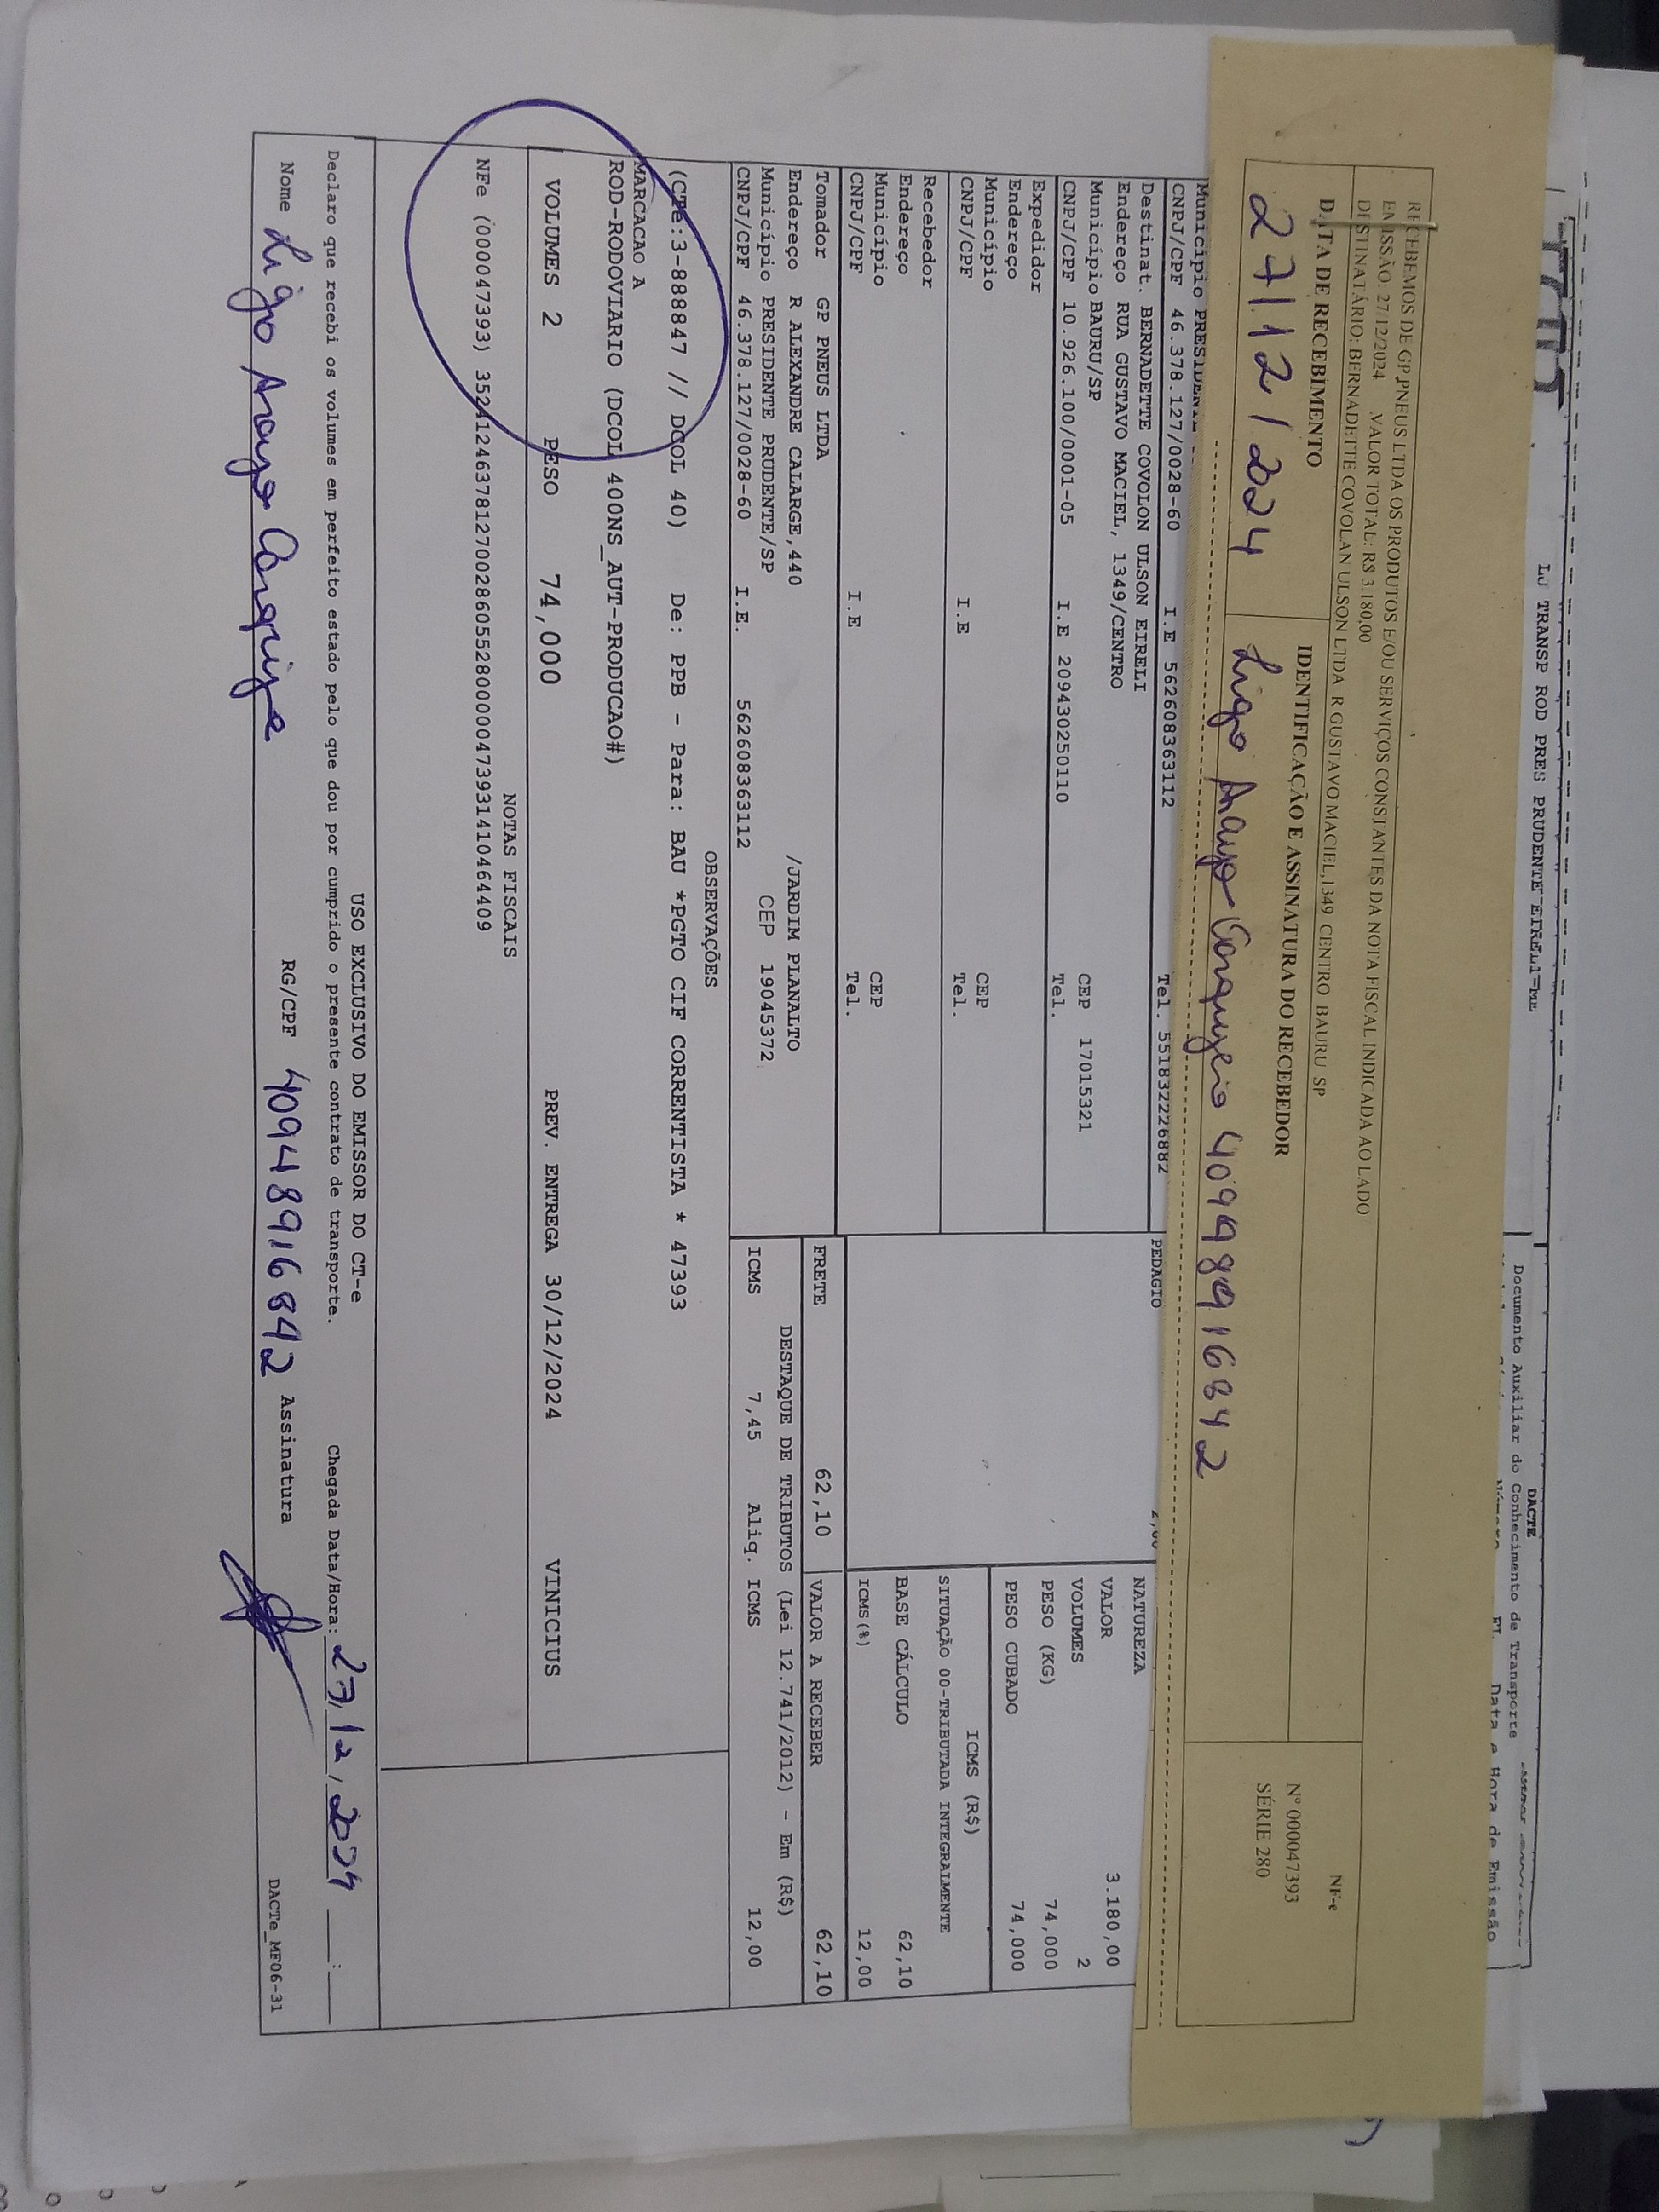 LJ TRANSP ROD PRES PRUDENTE EIRELI-ME
DACTE
Documento Auxiliar do Conhecimento de Transporte
Data e Hora de Emissão
RECEBEMOS DE GP PNEUS LTDA OS PRODUTOS E/OU SERVIÇOS CONSTANTES DA NOTA FISCAL INDICADA AO LADO
EMISSÃO: 27/12/2024 VALOR TOTAL: R$ 3.180,00
DESTINATÁRIO: BERNADETTE COVOLAN ULSON LTDA R GUSTAVO MACIEL,1349 CENTRO BAURU SP
NF-e
Nº 000047393
SÉRIE 280
DATA DE RECEBIMENTO
IDENTIFICAÇÃO E ASSINATURA DO RECEBEDOR
27/12/2024
40948916842
Município PRESIDENTE
CNPJ/CPF 46.378.127/0028-60 I.E 562608363112 Tel. 551832226882
PEDAGIO
Destinat. BERNADETTE COVOLON ULSON EIRELI
Endereço RUA GUSTAVO MACIEL, 1349/CENTRO
Municipio BAURU/SP CEP 17015321
CNPJ/CPF 10.926.100/0001-05 I.E 209430250110 Tel.
Expedidor
Endereço
Município CEP
CNPJ/CPF I.E Tel.
Recebedor
Endereço
Município CEP
CNPJ/CPF I.E Tel.
NATUREZA
VALOR 3.180,00
VOLUMES 2
PESO (KG) 74,000
PESO CUBADO 74,000
ICMS (R$)
SITUAÇÃO 00-TRIBUTADA INTEGRALMENTE
BASE CÁLCULO 62,10
ICMS(%) 12,00
Tomador GP PNEUS LTDA
Endereço R ALEXANDRE CALARGE,440 /JARDIM PLANALTO
Município PRESIDENTE PRUDENTE/SP CEP 19045372
CNPJ/CPF 46.378.127/0028-60 I.E. 562608363112
FRETE 62,10 VALOR A RECEBER 62,10
DESTAQUE DE TRIBUTOS (Lei 12.741/2012) - Em (R$)
ICMS 7,45 Aliq. ICMS 12,00
OBSERVAÇÕES
(CTe:3-888847 // DCOL 40) De: PPB - Para: BAU *PGTO CIF CORRENTISTA * 47393
MARCACAO A
ROD-RODOVIARIO (DCOL 400NS_AUT-PRODUCAO#)
VOLUMES 2 PESO 74,000 PREV. ENTREGA 30/12/2024 VINICIUS
NOTAS FISCAIS
NFe (000047393) 35241246378127002860552800000473931410464409
USO EXCLUSIVO DO EMISSOR DO CT-e
Declaro que recebi os volumes em perfeito estado pelo que dou por cumprido o presente contrato de transporte. Chegada Data/Hora: 27/12/2024 __:__
Nome RG/CPF 40948916842 Assinatura
DACTe_MF06-31